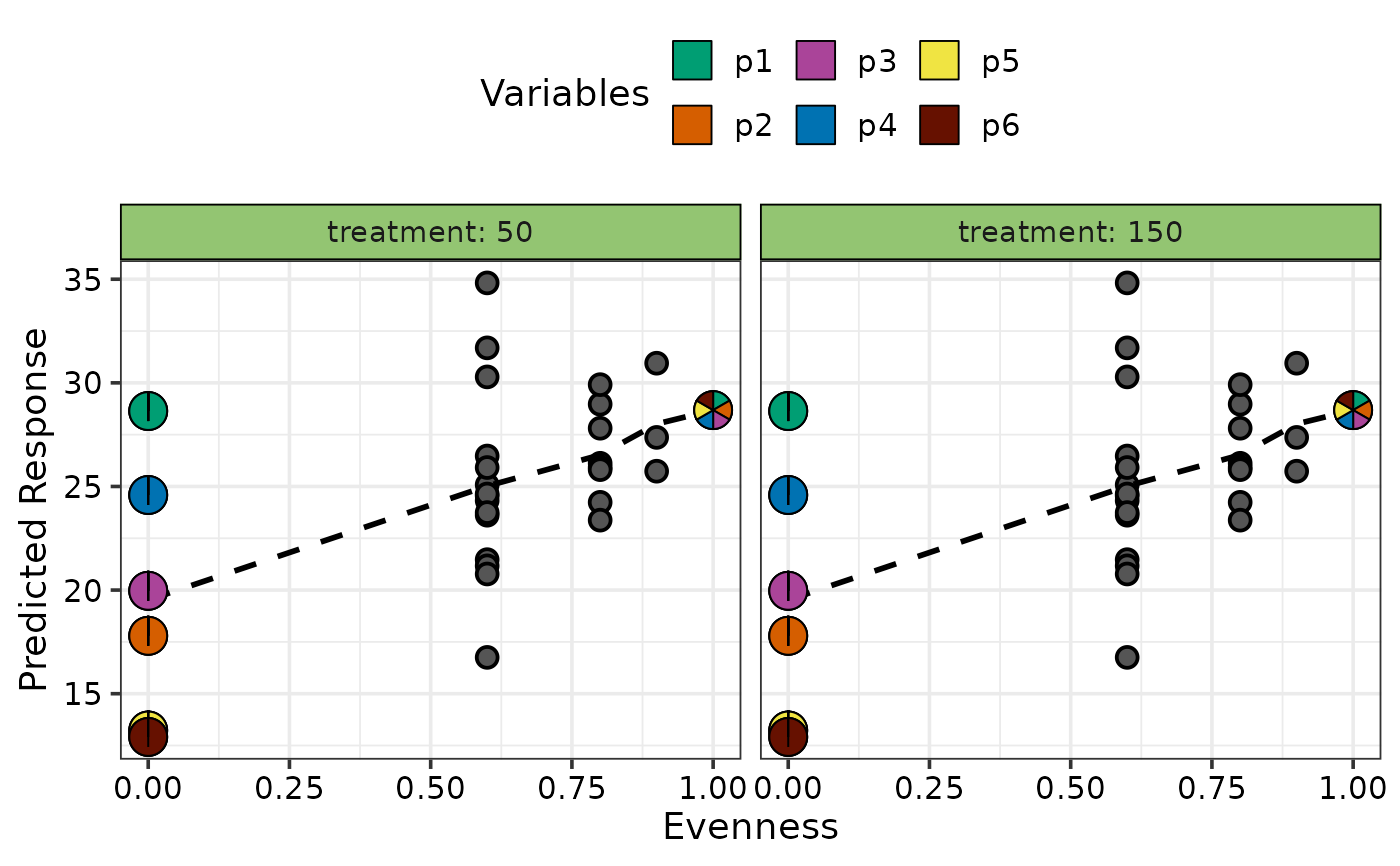 Variables
p1 p3 p5
p2 p4 p6
treatment: 50 treatment: 150
Predicted Response
35
30
25
20
15
0.00 0.25 0.50 0.75 1.00 0.00 0.25 0.50 0.75 1.00
Evenness